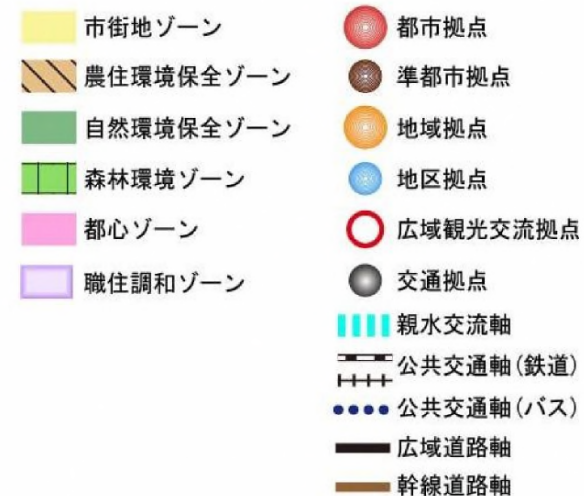 市街地ゾーン
農住環境保全ゾーン
自然環境保全ゾーン
森林環境ゾーン
都心ゾーン
職住調和ゾーン
都市拠点
準都市拠点
地域拠点
地区拠点
広域観光交流拠点
交通拠点
親水交流軸
公共交通軸(鉄道)
公共交通軸(バス)
広域道路軸
幹線道路軸